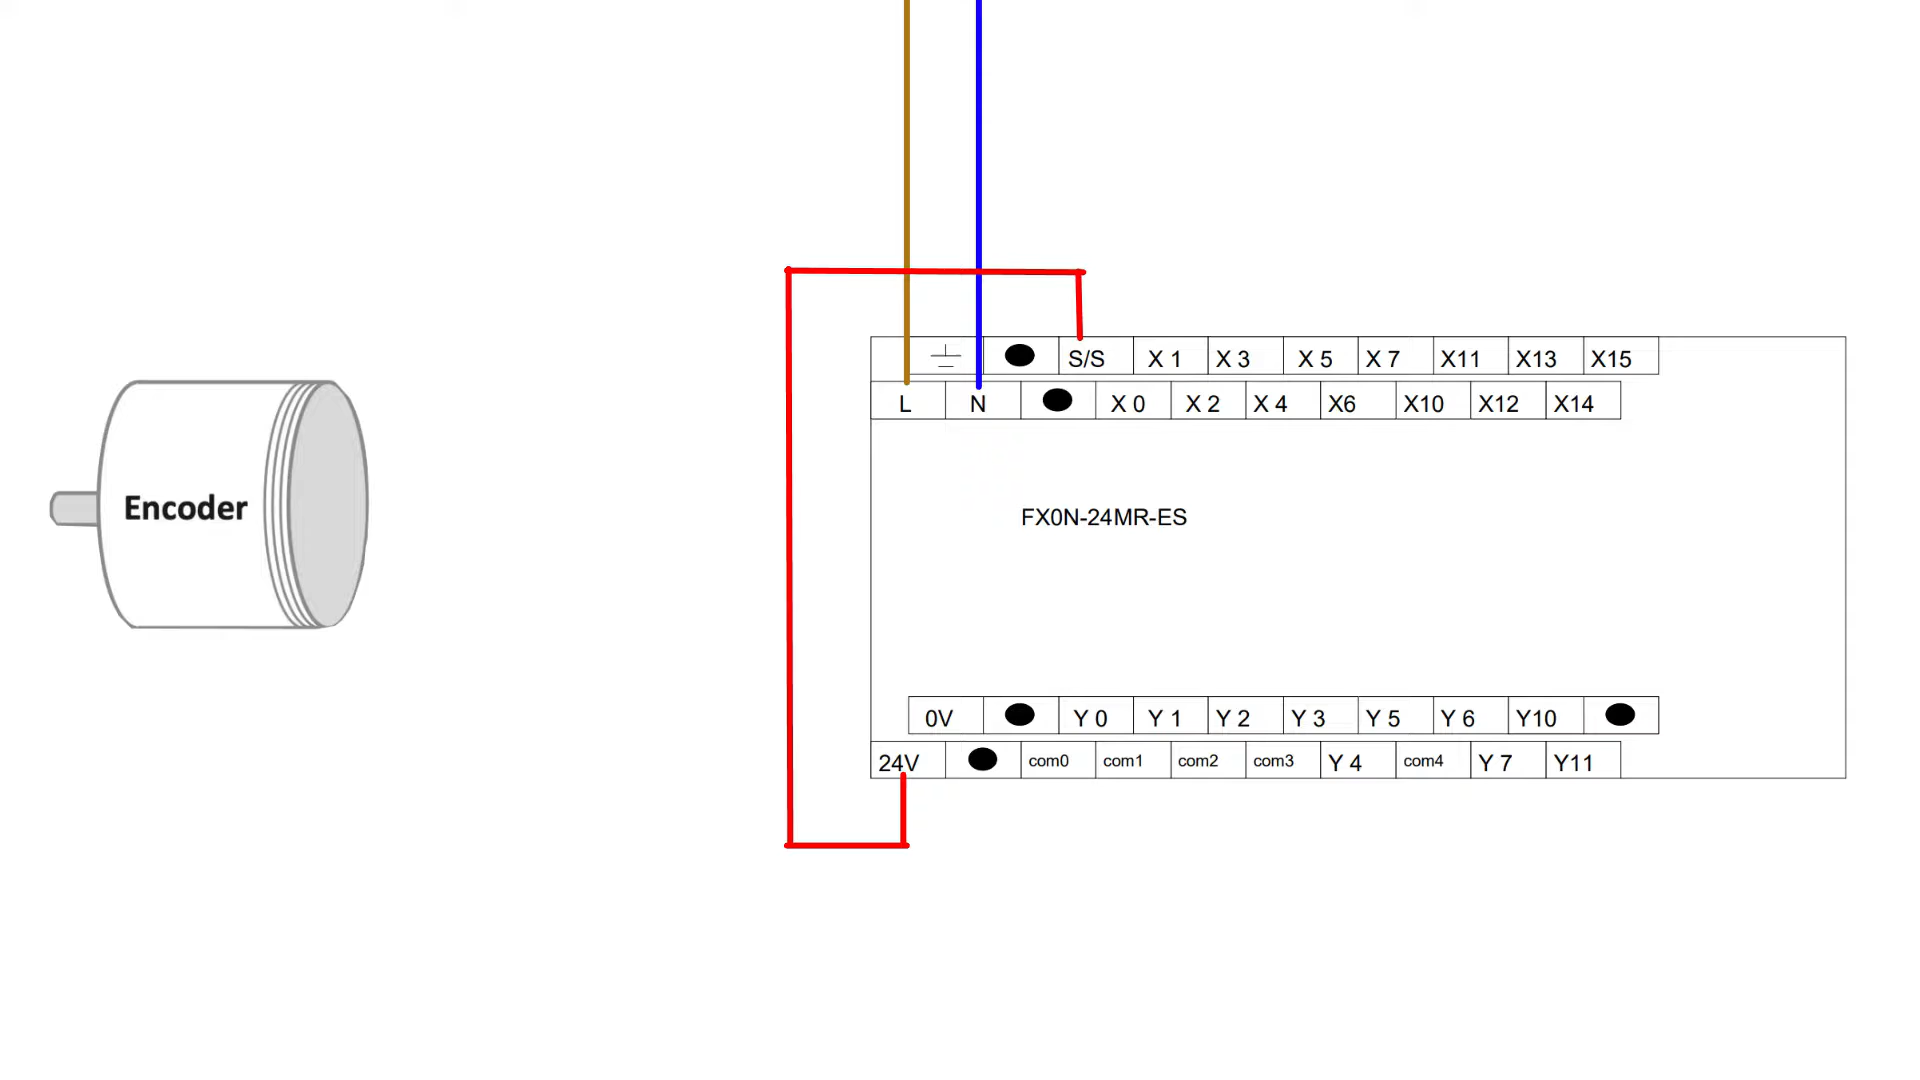 S/S X 1 X 3 X 5 X 7 X11 X13 X15
L N X 0 X 2 X 4 X6 X10 X12 X14
Encoder
FX0N-24MR-ES
0V Y 0 Y 1 Y 2 Y 3 Y 5 Y 6 Y10
24V com0 com1 com2 com3 Y 4 com4 Y 7 Y11